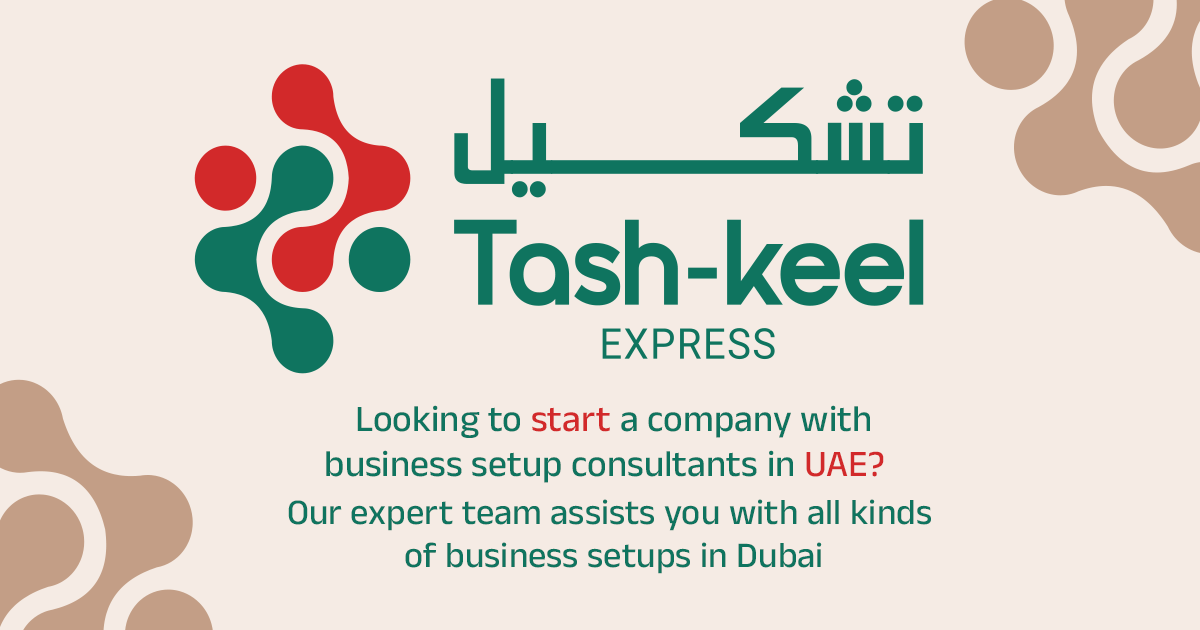 تشكيل
Tash-keel
EXPRESS
Looking to start a company with
business setup consultants in UAE?
Our expert team assists you with all kinds
of business setups in Dubai